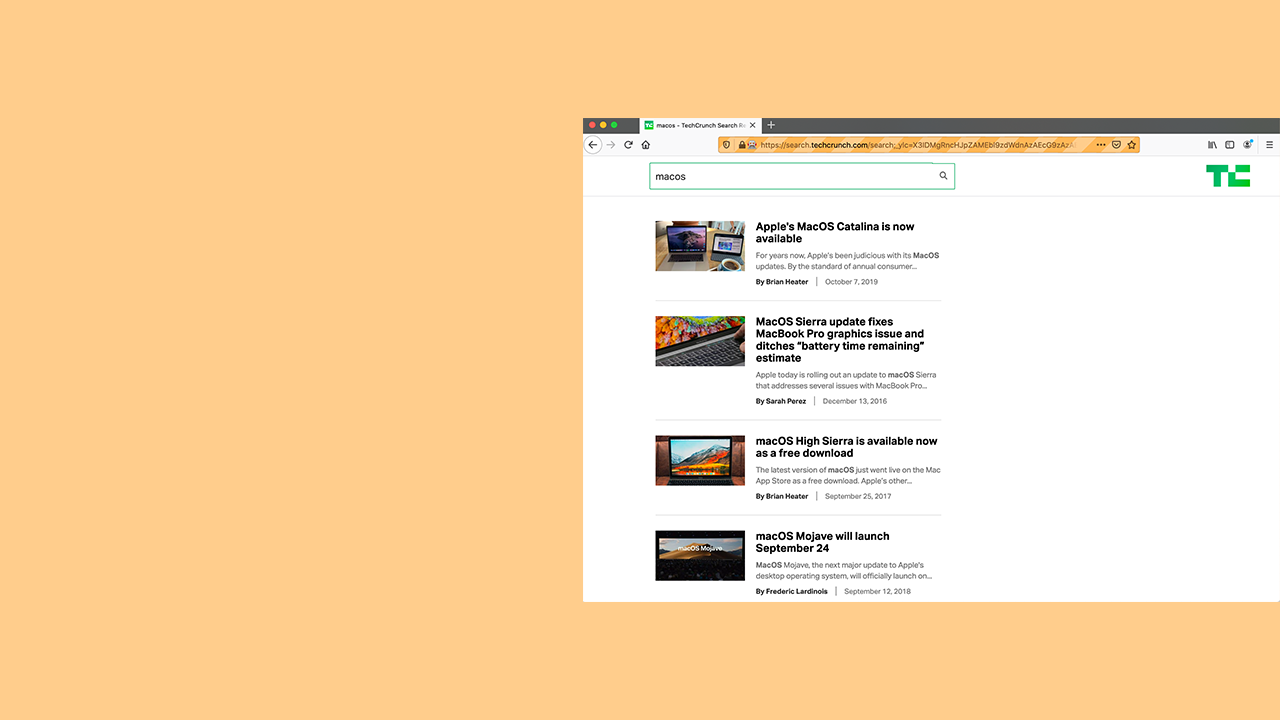 macos - TechCrunch Search Re
https://search.techcrunch.com/search;_ylc=X3IDMgRncHJpZAMEbl9zdWdnAzAEcG9zAzA
macos
TC
Apple's MacOS Catalina is now
available
For years now, Apple's been judicious with its MacOS
updates. By the standard of annual consumer...
By Brian Heater | October 7, 2019
MacOS Sierra update fixes
MacBook Pro graphics issue and
ditches “battery time remaining”
estimate
Apple today is rolling out an update to macOS Sierra
that addresses several issues with MacBook Pro...
By Sarah Perez | December 13, 2016
macOS High Sierra is available now
as a free download
The latest version of macOS just went live on the Mac
App Store as a free download. Apple's other...
By Brian Heater | September 25, 2017
macOS Mojave
macOS Mojave will launch
September 24
MacOS Mojave, the next major update to Apple's
desktop operating system, will officially launch on...
By Frederic Lardinois | September 12, 2018